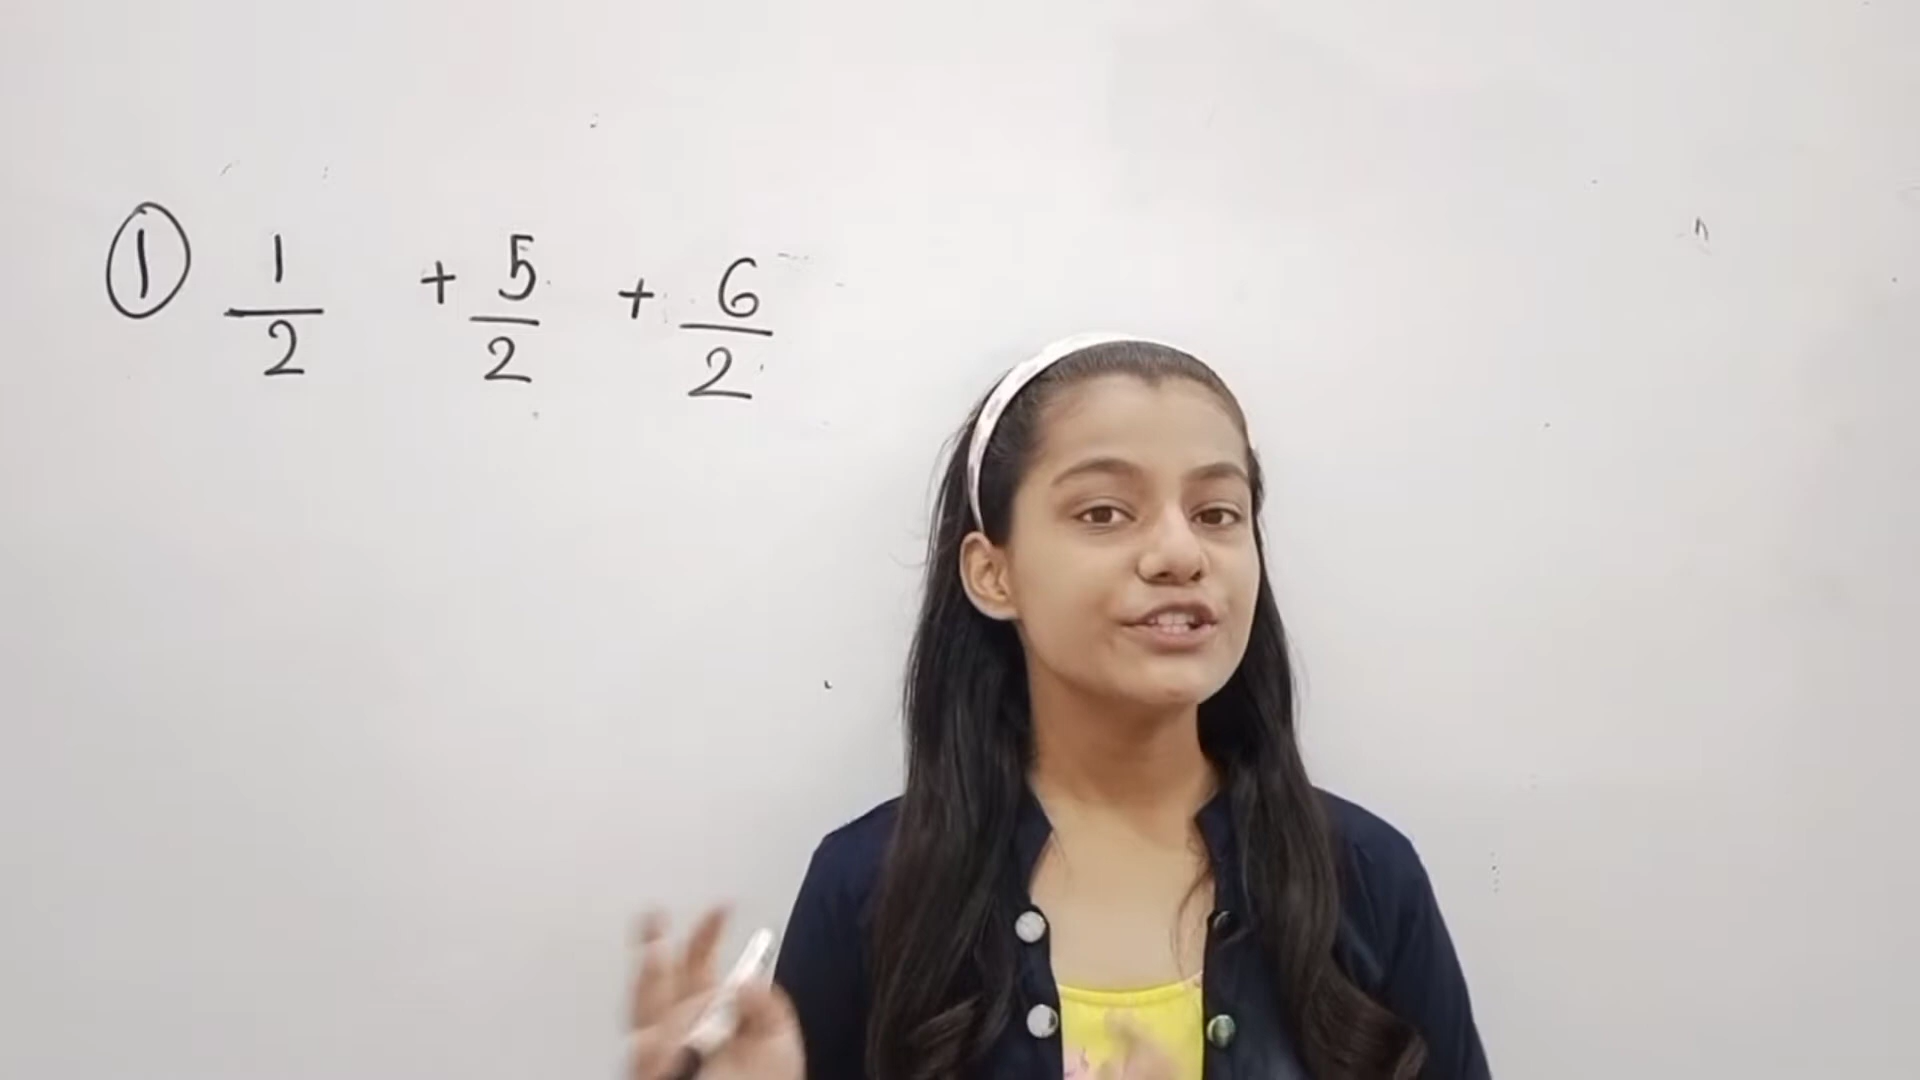 ① 1/2 + 5/2 + 6/2